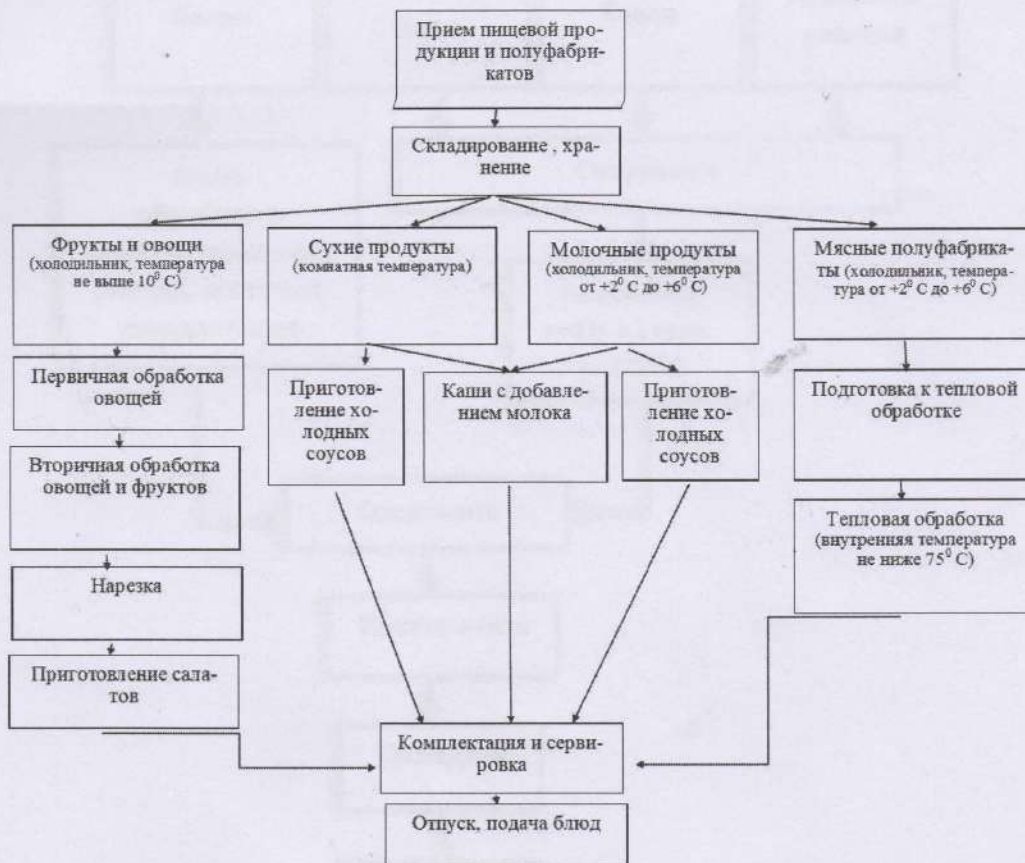 Прием пищевой про-
дукции и полуфабри-
катов
Складирование , хра-
нение
Фрукты и овощи
(холодильник, температура
не выше 10⁰ С)
Сухие продукты
(комнатная температура)
Молочные продукты
(холодильник, температура
от +2⁰ С до +6⁰ С)
Мясные полуфабрика-
ты (холодильник, темпера-
тура от +2⁰ С до +6⁰ С)
Первичная обработка
овощей
Приготов-
ление хо-
лодных
соусов
Каши с добав-
лением молока
Приготов-
ление хо-
лодных
соусов
Подготовка к тепловой
обработке
Вторичная обработка
овощей и фруктов
Тепловая обработка
(внутренняя температура
не ниже 75⁰ С)
Нарезка
Приготовление сала-
тов
Комплектация и серви-
ровка
Отпуск, подача блюд